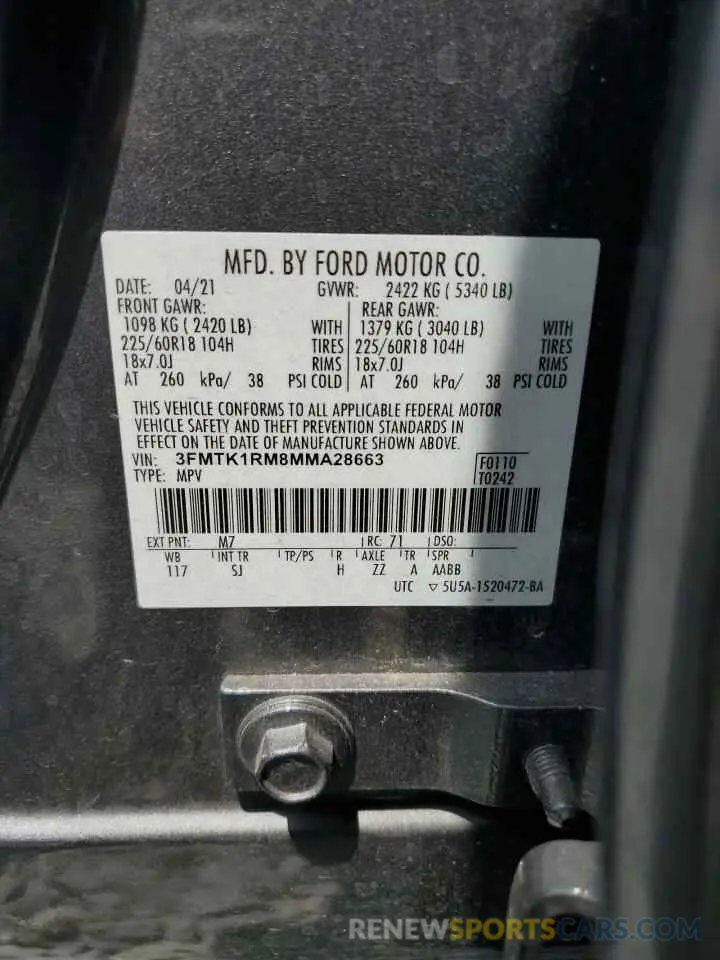 MFD. BY FORD MOTOR CO.
DATE: 04/21 GVWR: 2422 KG ( 5340 LB)
FRONT GAWR: REAR GAWR:
1098 KG ( 2420 LB) WITH 1379 KG ( 3040 LB) WITH
225/60R18 104H TIRES 225/60R18 104H TIRES
18x7.0J RIMS 18x7.0J RIMS
AT 260 kPa/ 38 PSI COLD AT 260 kPa/ 38 PSI COLD
THIS VEHICLE CONFORMS TO ALL APPLICABLE FEDERAL MOTOR
VEHICLE SAFETY AND THEFT PREVENTION STANDARDS IN
EFFECT ON THE DATE OF MANUFACTURE SHOWN ABOVE.
VIN: 3FMTK1RM8MMA28663 F0110
TYPE: MPV T0242
EXT PNT: M7 RC: 71 DSO:
WB INT TR TP/PS R AXLE TR SPR
117 SJ H ZZ A AABB
UTC ▽ 5U5A-1520472-BA
RENEWSPORTSCARS.COM